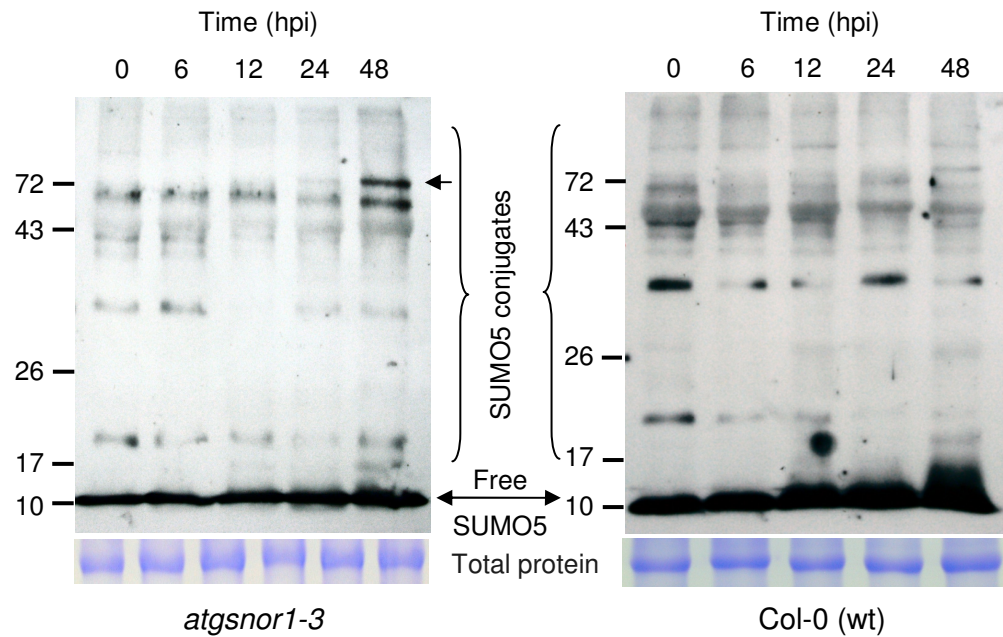 Time (hpi)
0 6 12 24 48
72
43
26
17
10
atgsnor1-3
SUMO5 conjugates
Free
SUMO5
Total protein
Time (hpi)
0 6 12 24 48
72
43
26
17
10
Col-0 (wt)